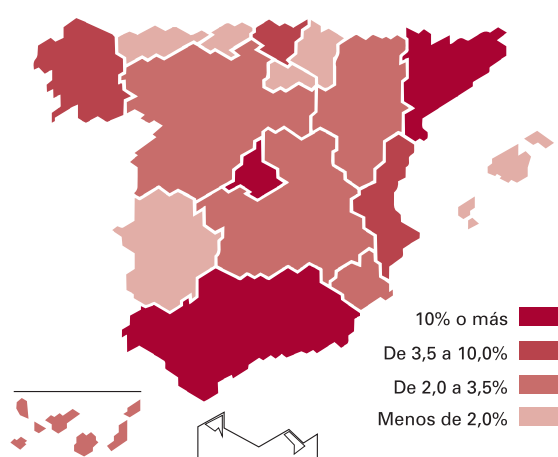 10% o más
De 3,5 a 10,0%
De 2,0 a 3,5%
Menos de 2,0%